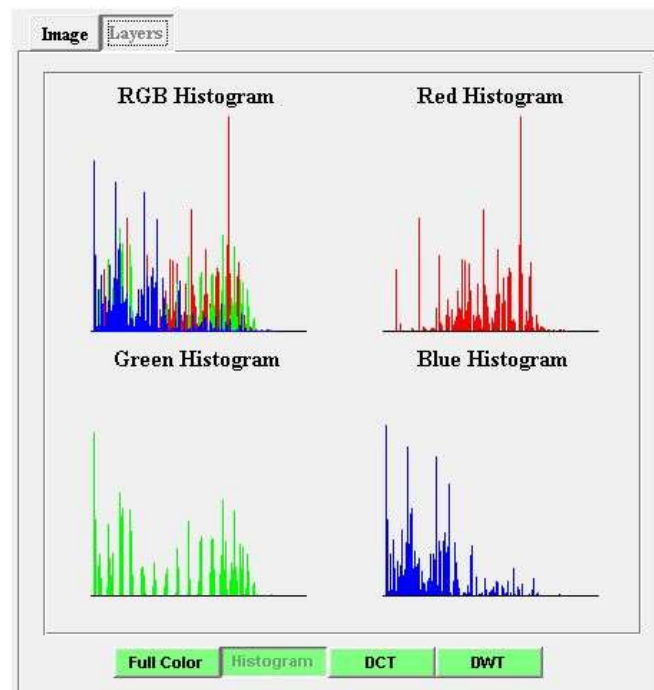 Image Layers
RGB Histogram Red Histogram
Green Histogram Blue Histogram
Full Color Histogram DCT DWT